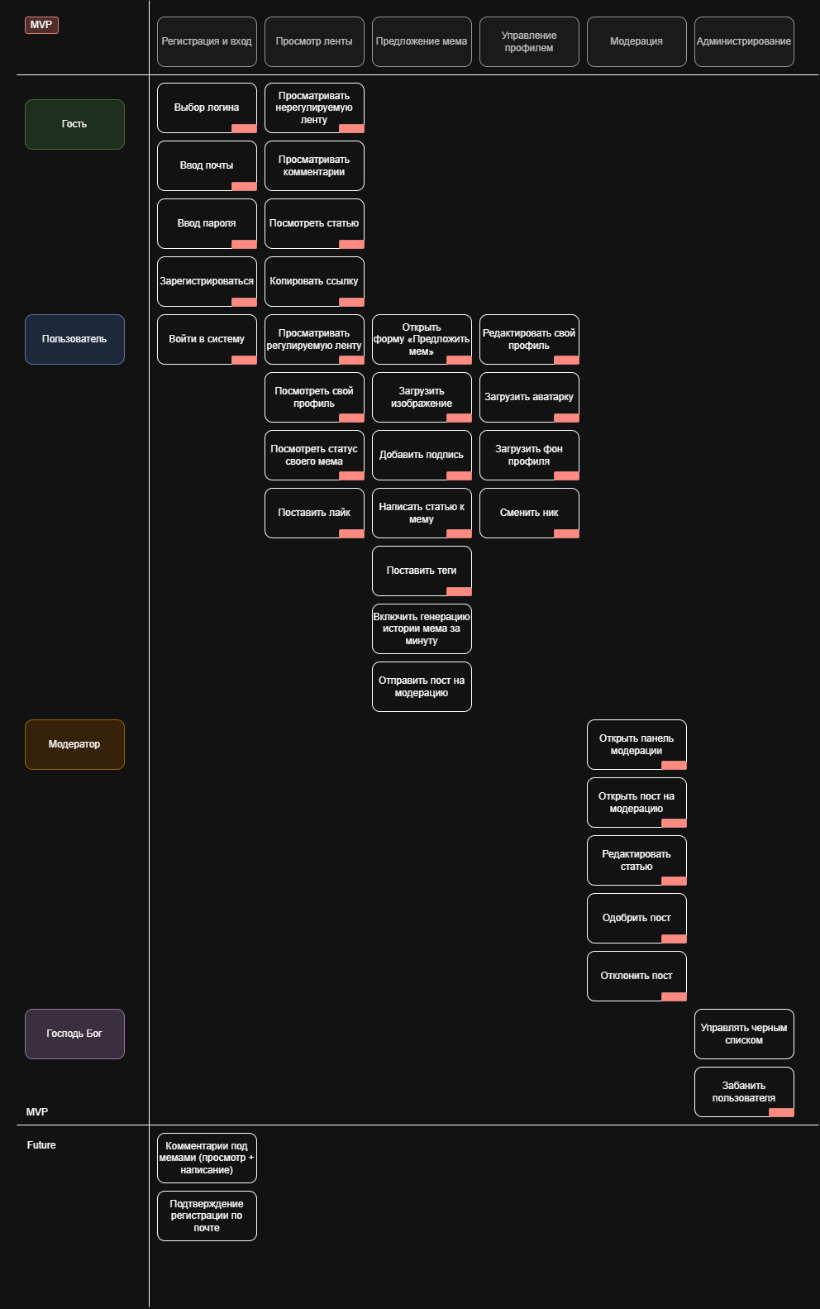 MVP
Регистрация и вход
Просмотр ленты
Предложение мема
Управление
профилем
Модерация
Администрирование
Гость
Выбор логина
Просматривать
нерегулируемую
ленту
Ввод почты
Просматривать
комментарии
Ввод пароля
Посмотреть статью
Зарегистрироваться
Копировать ссылку
Пользователь
Войти в систему
Просматривать
регулируемую ленту
Открыть
форму «Предложить
мем»
Редактировать свой
профиль
Посмотреть свой
профиль
Загрузить
изображение
Загрузить аватарку
Посмотреть статус
своего мема
Добавить подпись
Загрузить фон
профиля
Поставить лайк
Написать статью к
мему
Сменить ник
Поставить теги
Включить генерацию
истории мема за
минуту
Отправить пост на
модерацию
Модератор
Открыть панель
модерации
Открыть пост на
модерацию
Редактировать
статью
Одобрить пост
Отклонить пост
Господь Бог
Управлять черным
списком
Забанить
пользователя
MVP
Future
Комментарии под
мемами (просмотр +
написание)
Подтверждение
регистрации по
почте